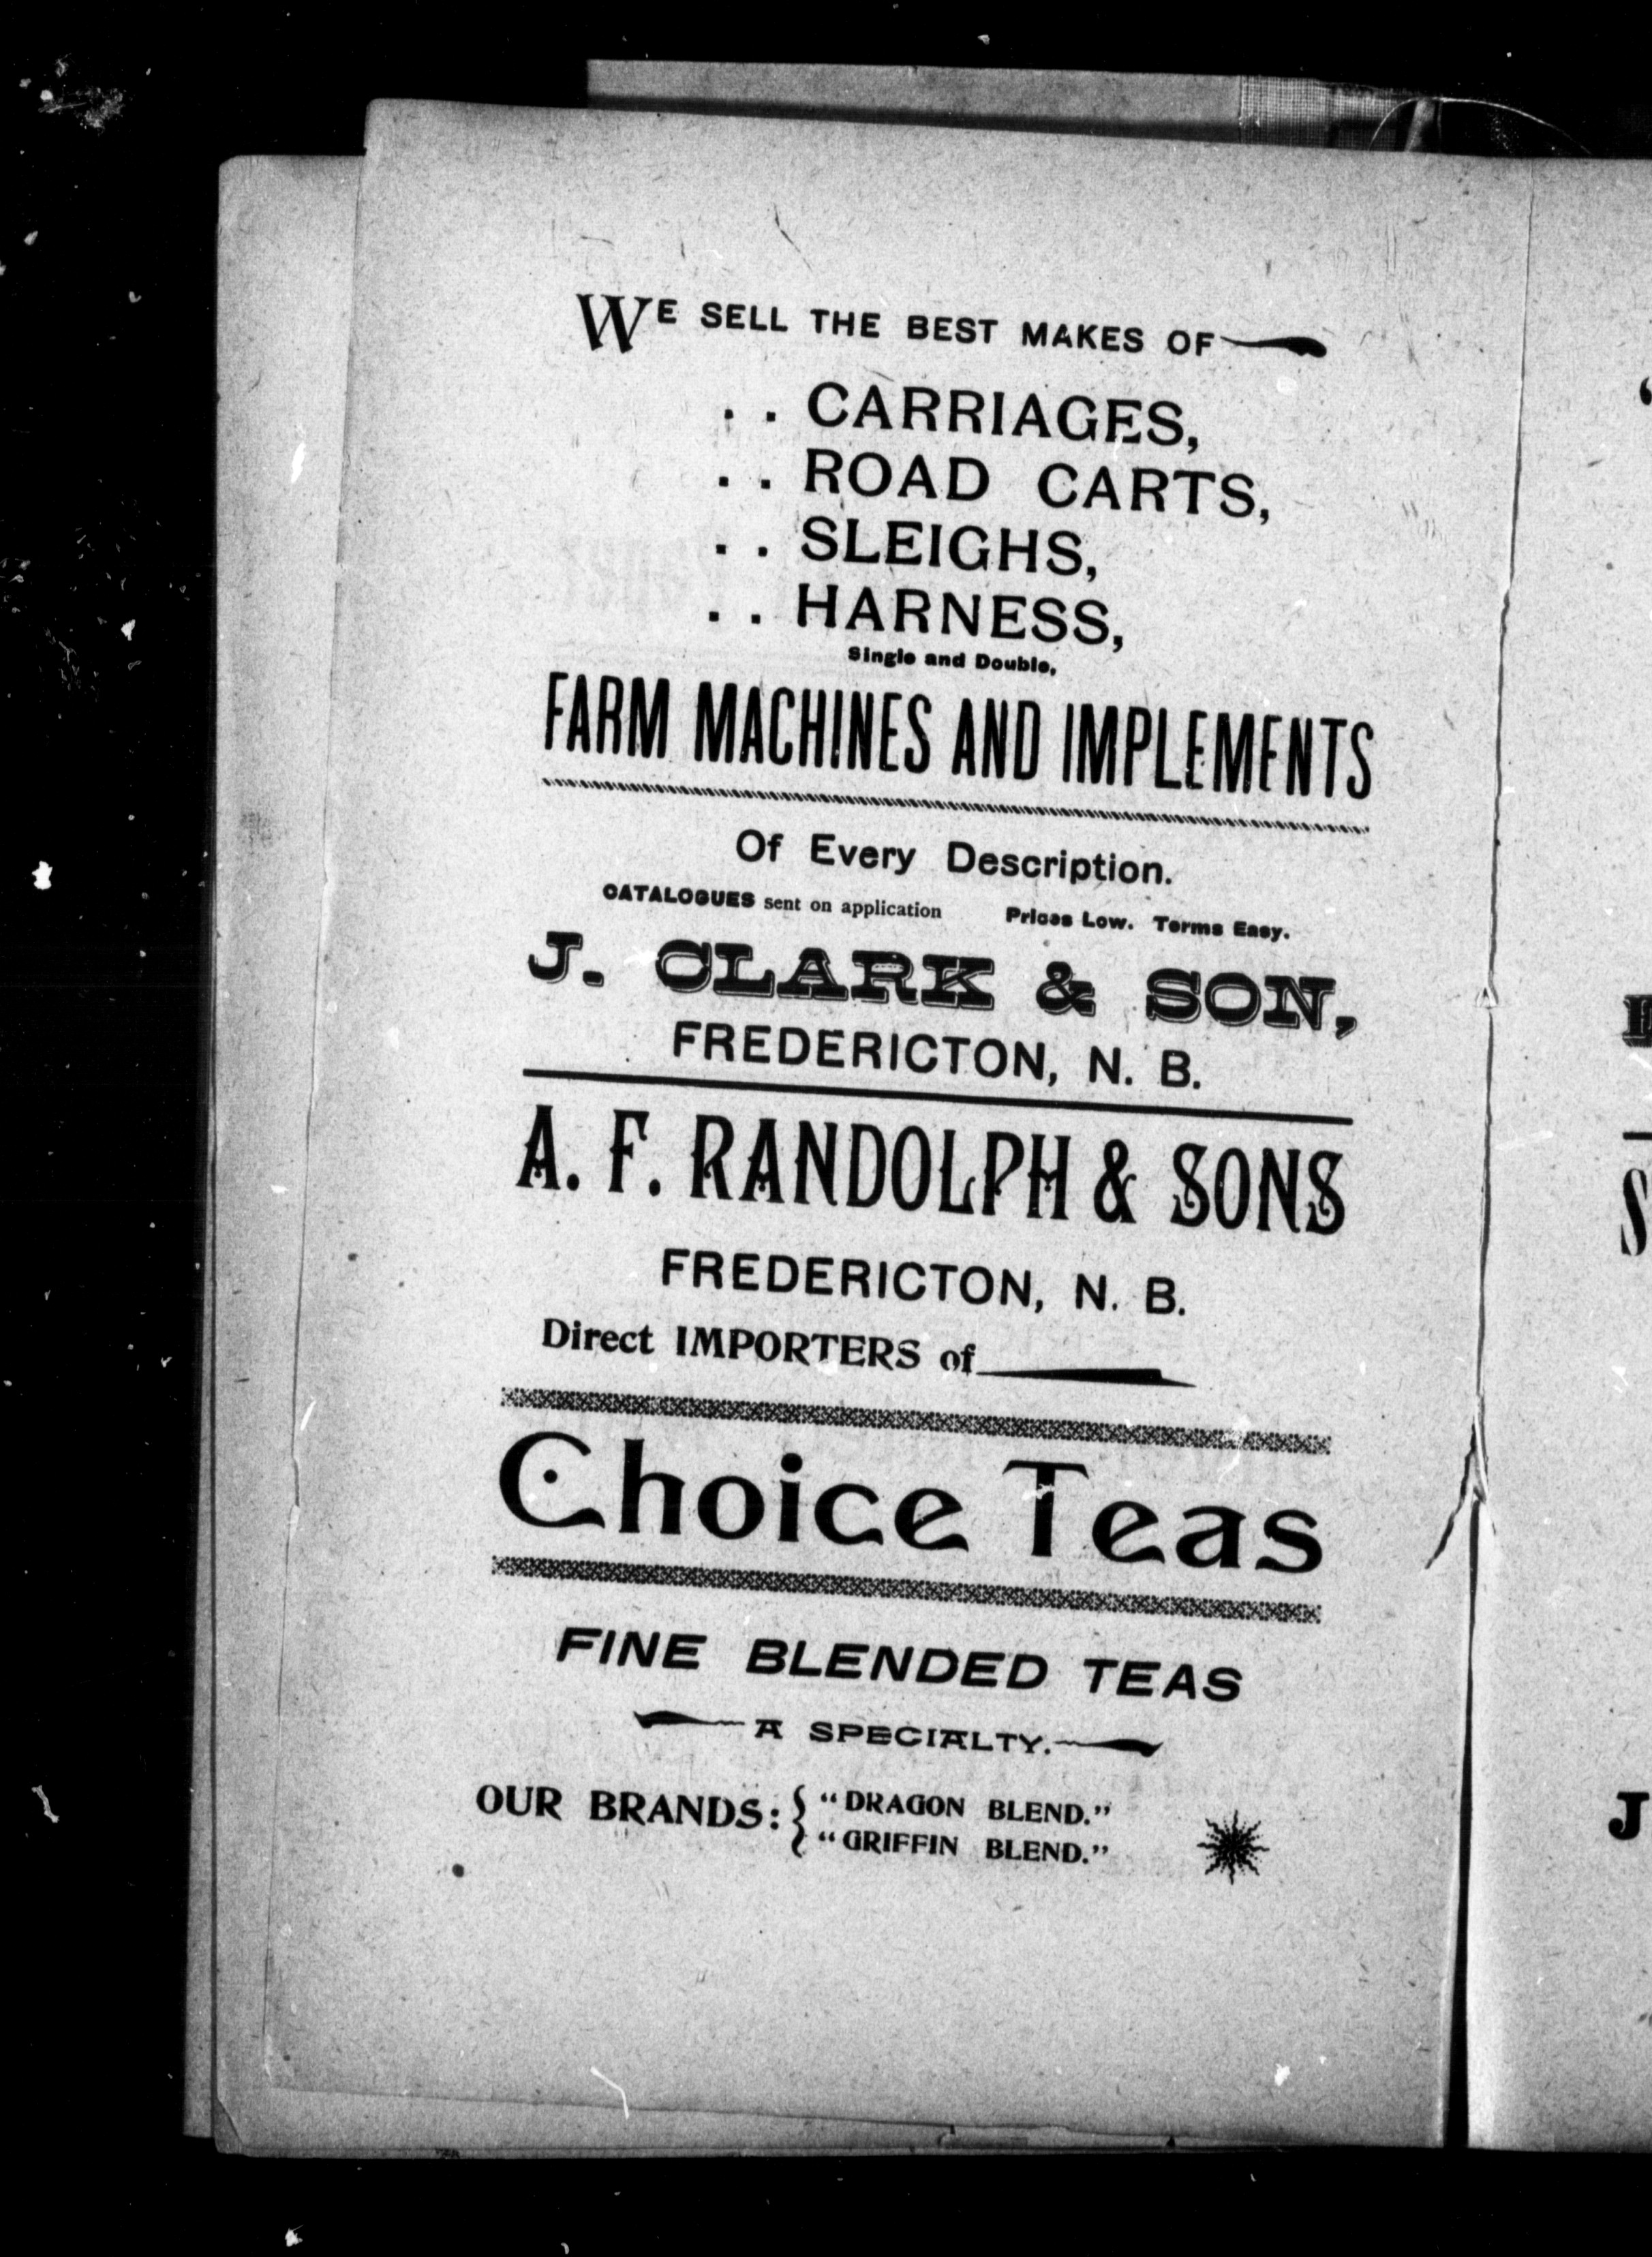 WE SELL THE BEST MAKES OF
. . CARRIAGES,
. . ROAD CARTS,
. . SLEIGHS,
. . HARNESS,
Single and Double,
FARM MACHINES AND IMPLEMENTS
Of Every Description.
CATALOGUES sent on application Prices Low. Terms Easy.
J. CLARK & SON,
FREDERICTON, N. B.
A. F. RANDOLPH & SONS
FREDERICTON, N. B.
Direct IMPORTERS of
Choice Teas
FINE BLENDED TEAS
A SPECIALTY.
OUR BRANDS: { "DRAGON BLEND."
"GRIFFIN BLEND."
J